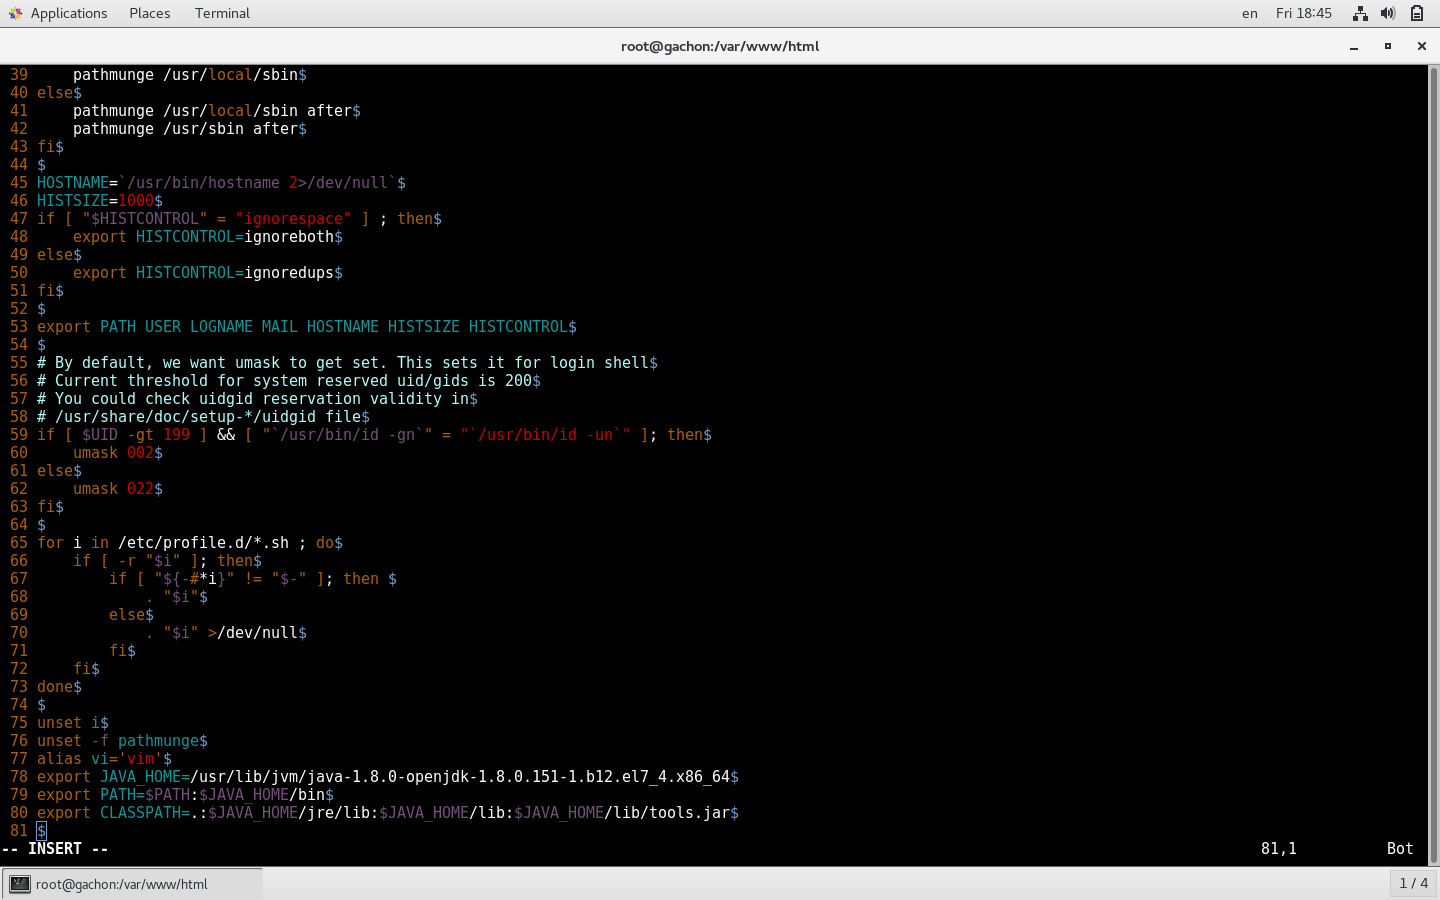 Applications Places Terminal en Fri 18:45
root@gachon:/var/www/html
39     pathmunge /usr/local/sbin$
40 else$
41     pathmunge /usr/local/sbin after$
42     pathmunge /usr/sbin after$
43 fi$
44 $
45 HOSTNAME=`/usr/bin/hostname 2>/dev/null`$
46 HISTSIZE=1000$
47 if [ "$HISTCONTROL" = "ignorespace" ] ; then$
48     export HISTCONTROL=ignoreboth$
49 else$
50     export HISTCONTROL=ignoredups$
51 fi$
52 $
53 export PATH USER LOGNAME MAIL HOSTNAME HISTSIZE HISTCONTROL$
54 $
55 # By default, we want umask to get set. This sets it for login shell$
56 # Current threshold for system reserved uid/gids is 200$
57 # You could check uidgid reservation validity in$
58 # /usr/share/doc/setup-*/uidgid file$
59 if [ $UID -gt 199 ] && [ "`/usr/bin/id -gn`" = "`/usr/bin/id -un`" ]; then$
60     umask 002$
61 else$
62     umask 022$
63 fi$
64 $
65 for i in /etc/profile.d/*.sh ; do$
66     if [ -r "$i" ]; then$
67         if [ "${-#*i}" != "$-" ]; then $
68             . "$i"$
69         else$
70             . "$i" >/dev/null$
71         fi$
72     fi$
73 done$
74 $
75 unset i$
76 unset -f pathmunge$
77 alias vi='vim'$
78 export JAVA_HOME=/usr/lib/jvm/java-1.8.0-openjdk-1.8.0.151-1.b12.el7_4.x86_64$
79 export PATH=$PATH:$JAVA_HOME/bin$
80 export CLASSPATH=.:$JAVA_HOME/jre/lib:$JAVA_HOME/lib:$JAVA_HOME/lib/tools.jar$
81 $
-- INSERT -- 81,1 Bot
root@gachon:/var/www/html 1 / 4